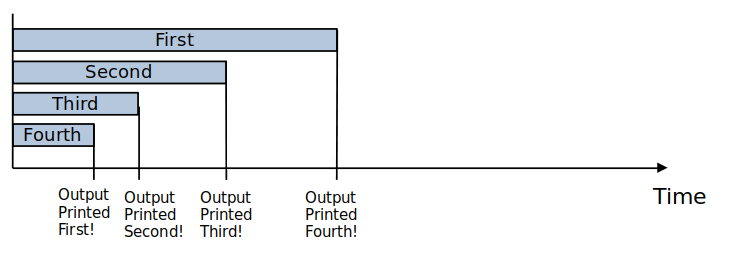 First
Second
Third
Fourth
Output
Printed
First!
Output
Printed
Second!
Output
Printed
Third!
Output
Printed
Fourth!
Time